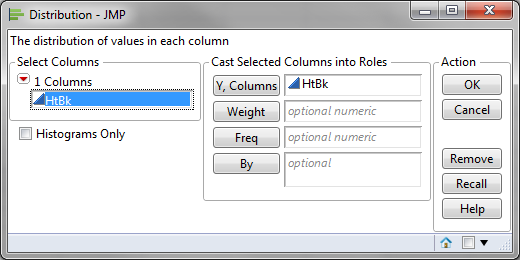 Distribution - JMP
The distribution of values in each column
Select Columns
1 Columns
HtBk
Histograms Only
Cast Selected Columns into Roles
Y, Columns HtBk
Weight optional numeric
Freq optional numeric
By optional
Action
OK
Cancel
Remove
Recall
Help